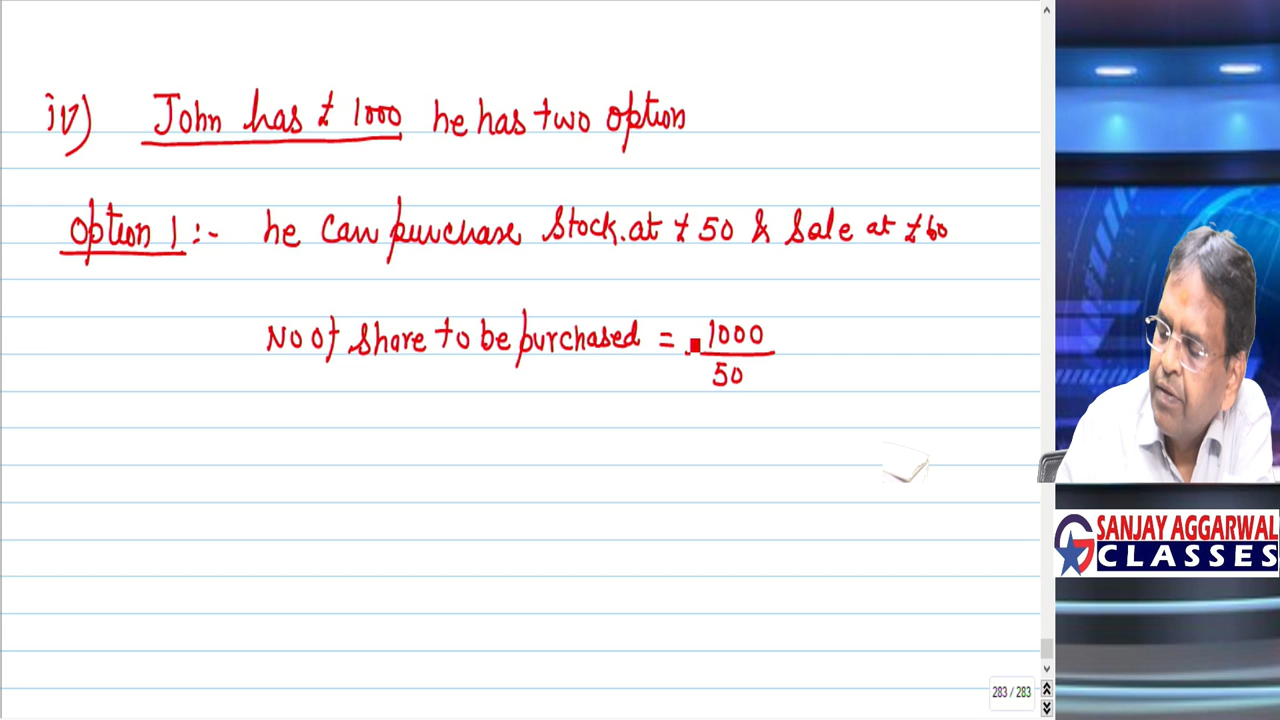 iv) John has £ 1000 he has two option
Option 1 :- he can purchase Stock. at £ 50 & Sale at £ 60
No of Share to be purchased = 1000
50
283 / 283
SANJAY AGGARWAL
CLASSES